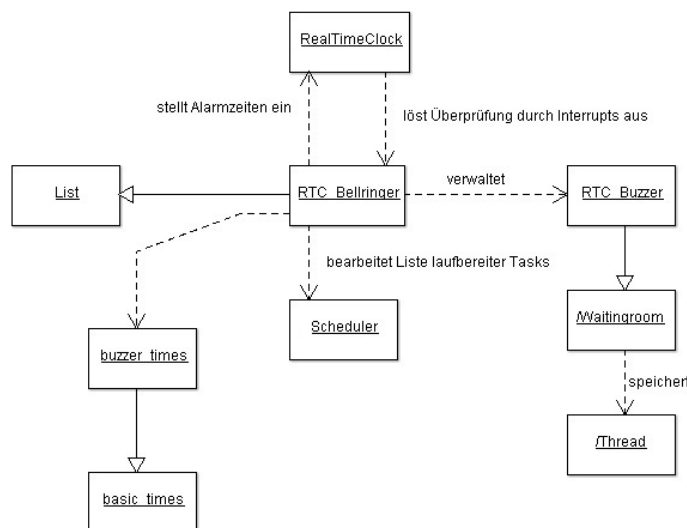 RealTimeClock
stellt Alarmzeiten ein
löst Überprüfung durch Interrupts aus
List
RTC_Bellringer
verwaltet
RTC_Buzzer
bearbeitet Liste laufbereiter Tasks
Scheduler
/Waitingroom
buzzer_times
speichert
/Thread
basic_times